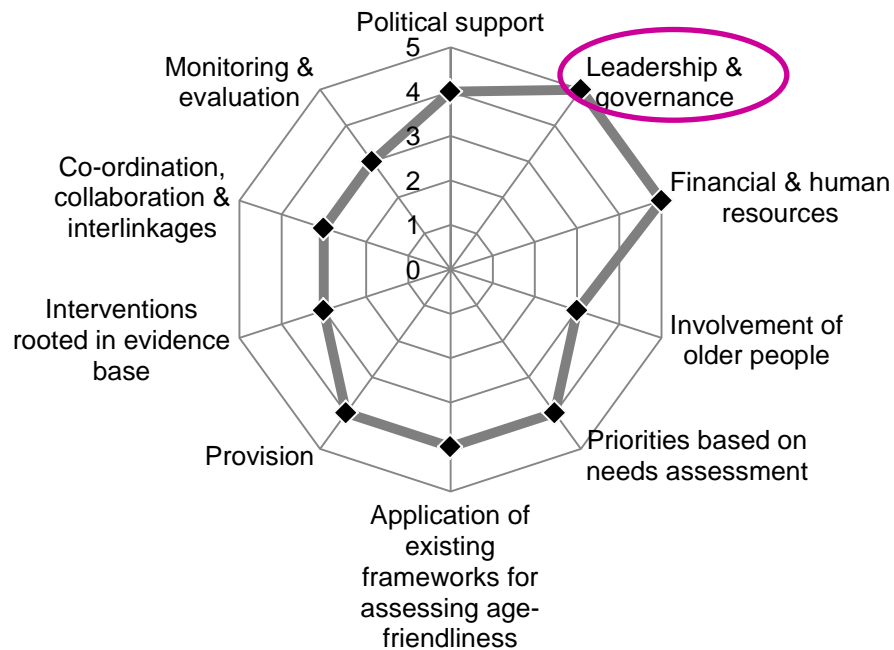 Political support
5
4
3
2
1
0
Leadership &
governance
Financial & human
resources
Involvement of
older people
Priorities based on
needs assessment
Application of
existing
frameworks for
assessing age-
friendliness
Provision
Interventions
rooted in evidence
base
Co-ordination,
collaboration &
interlinkages
Monitoring &
evaluation